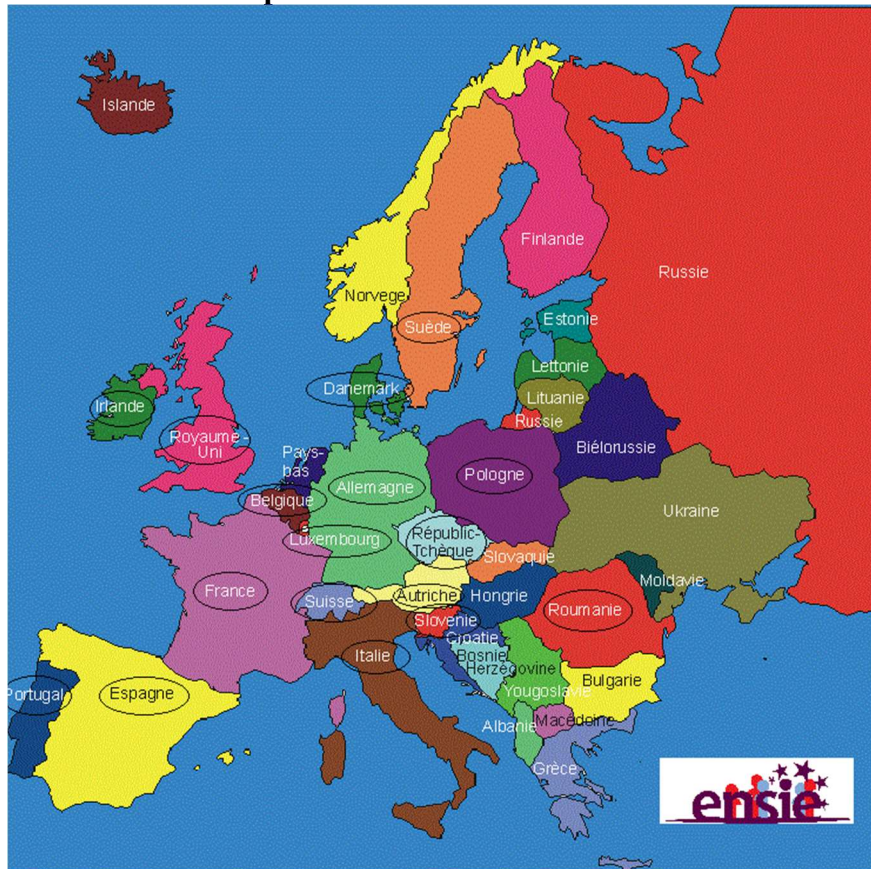 Islande
Finlande
Russie
Norvege
Suède
Estonie
Lettonie
Danemark
Lituanie
Irlande
Russie
Royaume-
Uni
Biélorussie
Pays-
bas
Pologne
Allemagne
Belgique
Ukraine
Républic-
Tchèque
Luxembourg
Slovaquie
Moldavie
France
Autriche
Hongrie
Suisse
Roumanie
Slovenie
Croatie
Italie
Bosnie
Herzégovine
Bulgarie
Portugal
Espagne
Yougoslavie
Macédoine
Albanie
Grèce
ensie